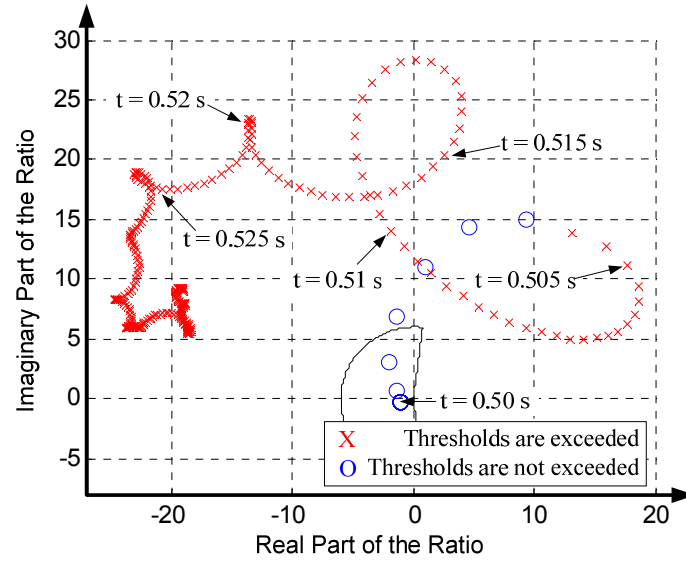 30
25
20
15
10
5
0
-5
Imaginary Part of the Ratio
t = 0.52 s
t = 0.515 s
t = 0.525 s
t = 0.51 s
t = 0.505 s
t = 0.50 s
X Thresholds are exceeded
O Thresholds are not exceeded
-20 -10 0 10 20
Real Part of the Ratio